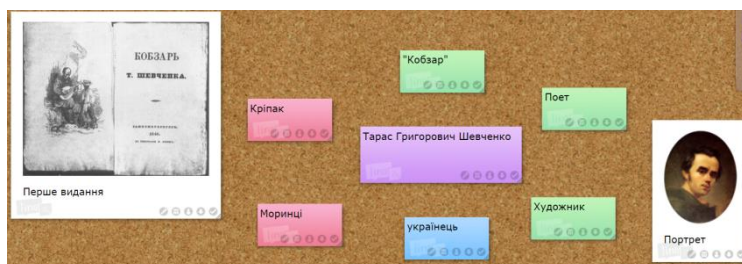 КОБЗАРЬ
Т. ШЕВЧЕНКА.
Перше видання
"Кобзар"
Кріпак
Поет
Тарас Григорович Шевченко
Моринці
українець
Художник
Портрет